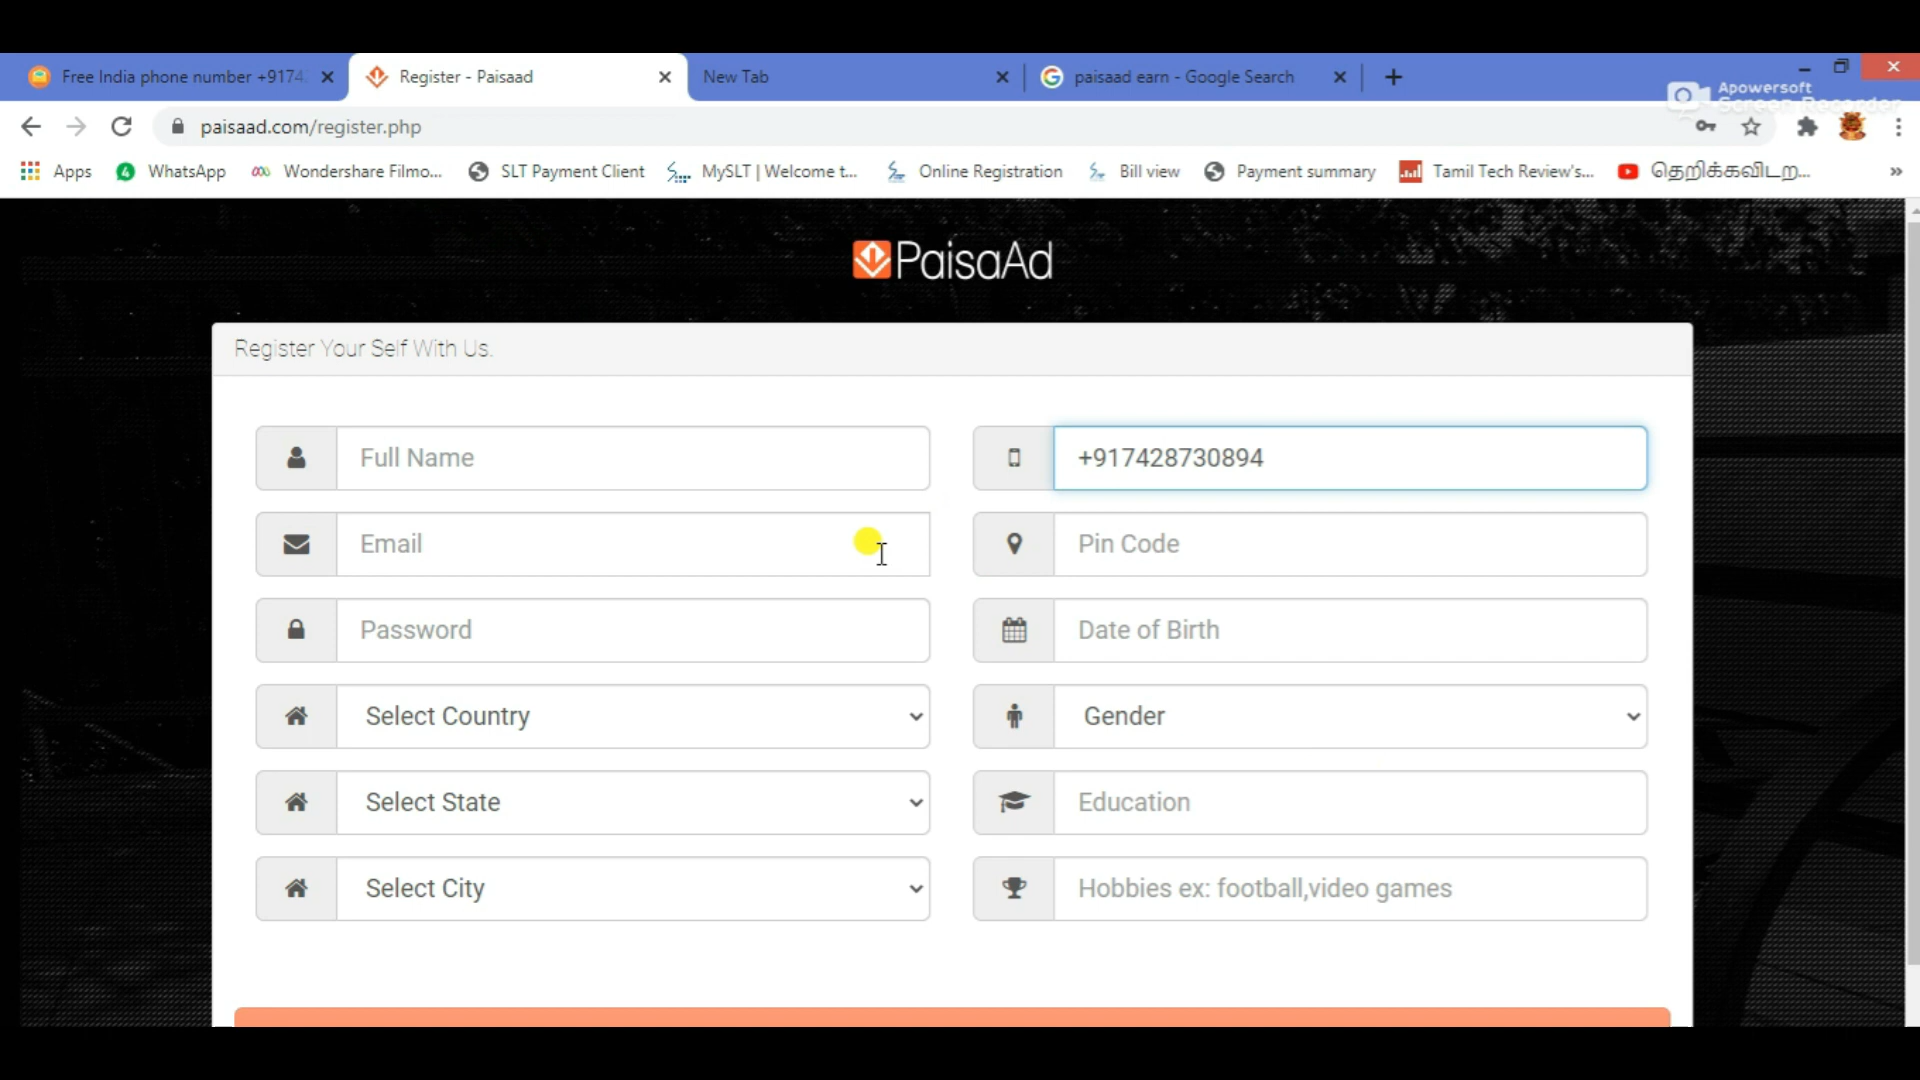 Free India phone number +9174
Register - Paisaad
New Tab
paisaad earn - Google Search
Apowersoft
Screen Recorder
paisaad.com/register.php
Apps
WhatsApp
Wondershare Filmo...
SLT Payment Client
MySLT | Welcome t...
Online Registration
Bill view
Payment summary
Tamil Tech Review's...
தெறிக்கவிடற...
PaisaAd
Register Your Self With Us.
Full Name
+917428730894
Email
Pin Code
Password
Date of Birth
Select Country
Gender
Select State
Education
Select City
Hobbies ex: football,video games